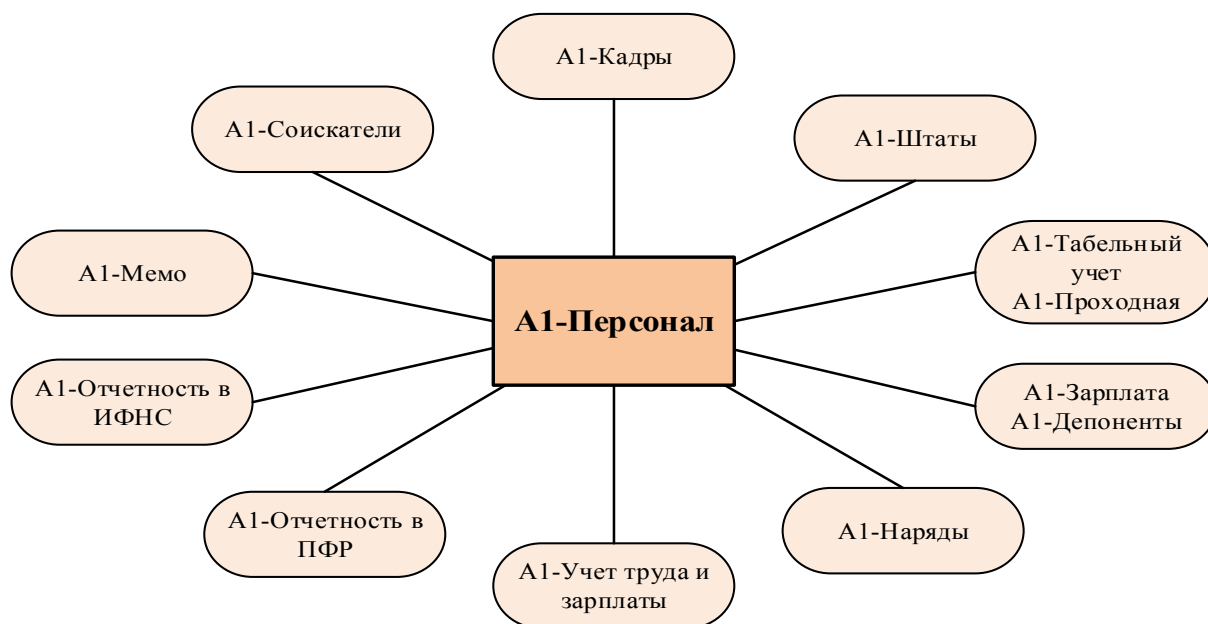 А1-Кадры
А1-Соискатели
А1-Штаты
А1-Мемо
А1-Табельный
учет
А1-Проходная
А1-Персонал
А1-Отчетность в
ИФНС
А1-Зарплата
А1-Депоненты
А1-Отчетность в
ПФР
А1-Наряды
А1-Учет труда и
зарплаты